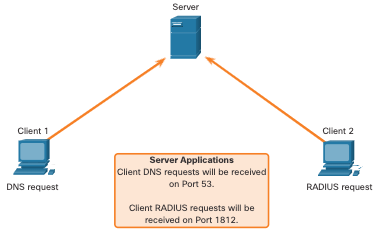 Server
Client 1
Client 2
DNS request
RADIUS request
Server Applications
Client DNS requests will be received
on Port 53.
Client RADIUS requests will be
received on Port 1812.